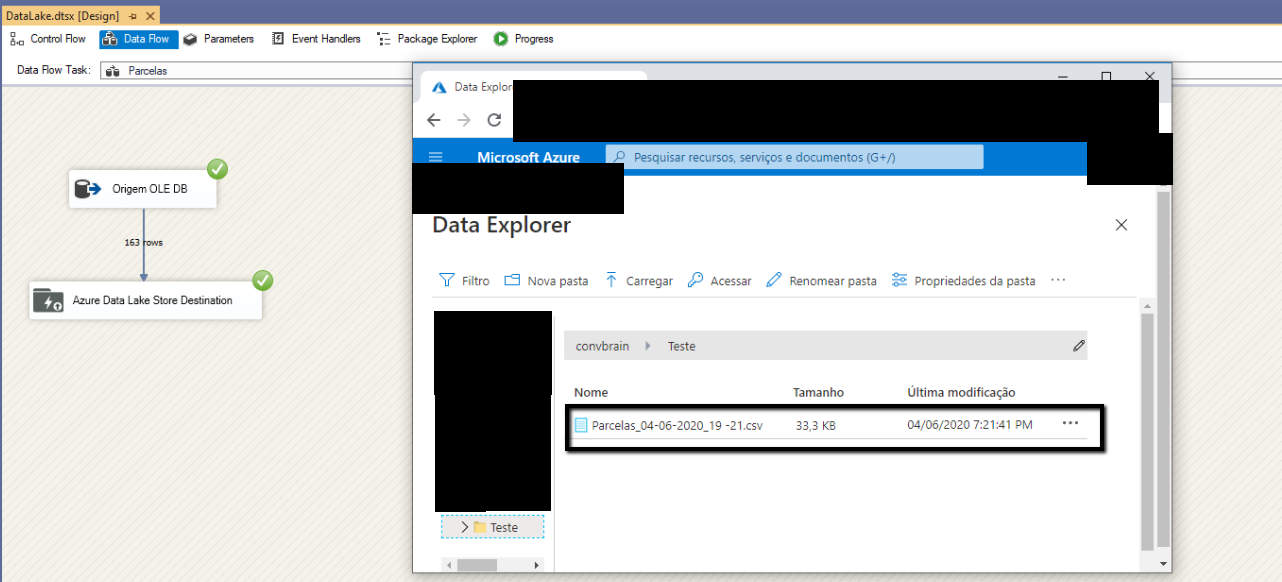 DataLake.dtsx [Design]
Control Flow Data Flow Parameters Event Handlers Package Explorer Progress
Data Flow Task: Parcelas
Origem OLE DB
163 rows
Azure Data Lake Store Destination
Data Explor
Microsoft Azure Pesquisar recursos, serviços e documentos (G+/)
Data Explorer
Filtro Nova pasta Carregar Acessar Renomear pasta Propriedades da pasta ...
convbrain Teste
Nome Tamanho Última modificação
Parcelas_04-06-2020_19 -21.csv 33,3 KB 04/06/2020 7:21:41 PM ...
Teste